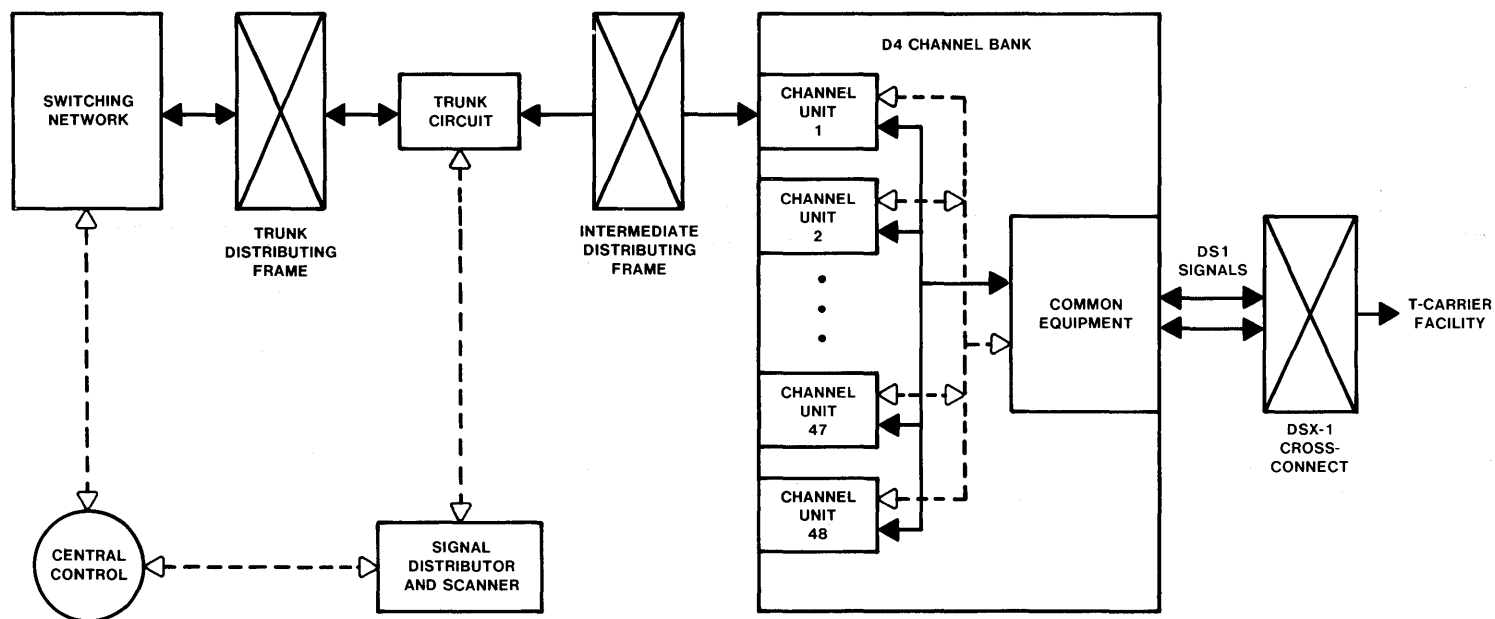 D4 CHANNEL BANK
SWITCHING
NETWORK
TRUNK
DISTRIBUTING
FRAME
TRUNK
CIRCUIT
INTERMEDIATE
DISTRIBUTING
FRAME
CHANNEL
UNIT
1
CHANNEL
UNIT
2
CHANNEL
UNIT
47
CHANNEL
UNIT
48
COMMON
EQUIPMENT
DS1
SIGNALS
DSX-1
CROSS-
CONNECT
T-CARRIER
FACILITY
CENTRAL
CONTROL
SIGNAL
DISTRIBUTOR
AND SCANNER